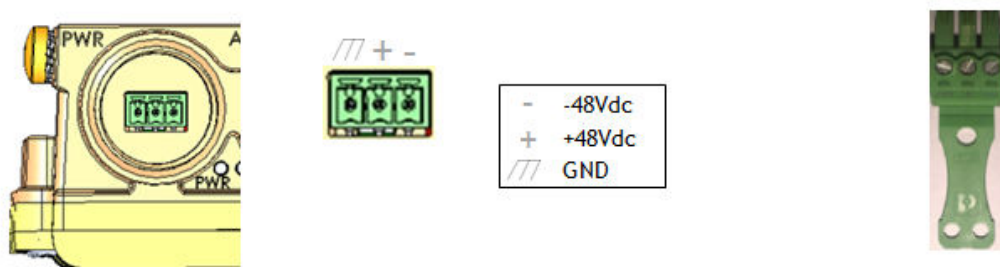 PWR
A
+ -
- -48Vdc
+ +48Vdc
GND
PWR